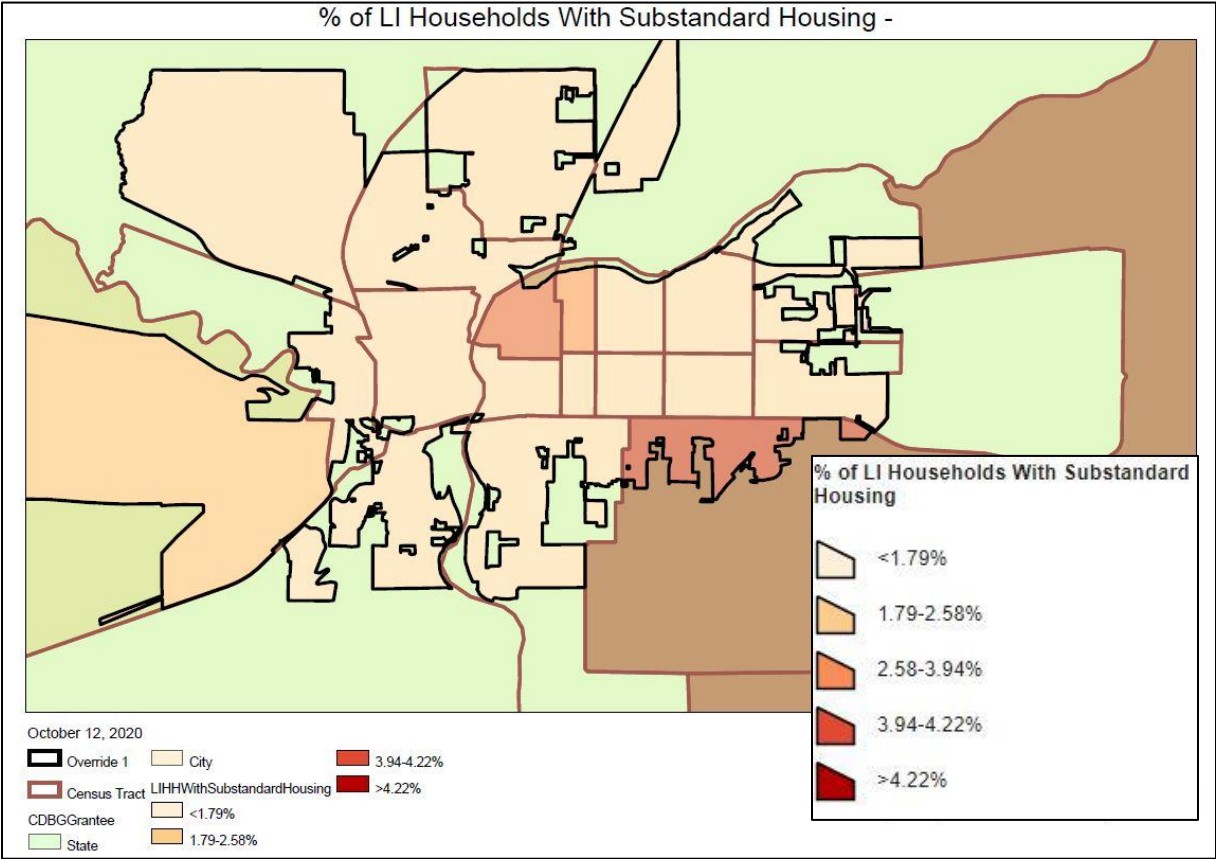 % of LI Households With Substandard Housing -
% of LI Households With Substandard
Housing
<1.79%
1.79-2.58%
2.58-3.94%
3.94-4.22%
>4.22%
October 12, 2020
Override 1
City
3.94-4.22%
Census Tract
LIHHWithSubstandardHousing
>4.22%
CDBGGrantee
<1.79%
State
1.79-2.58%